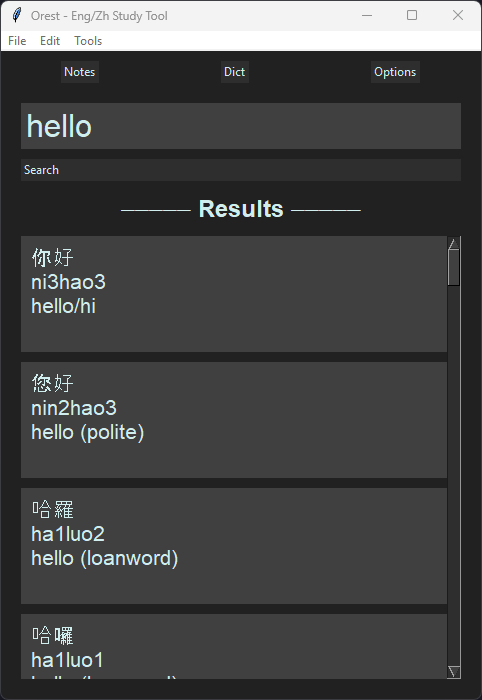 Orest - Eng/Zh Study Tool
File Edit Tools
Notes Dict Options
hello
Search
Results
你好
ni3hao3
hello/hi
您好
nin2hao3
hello (polite)
哈羅
ha1luo2
hello (loanword)
哈囉
ha1luo1